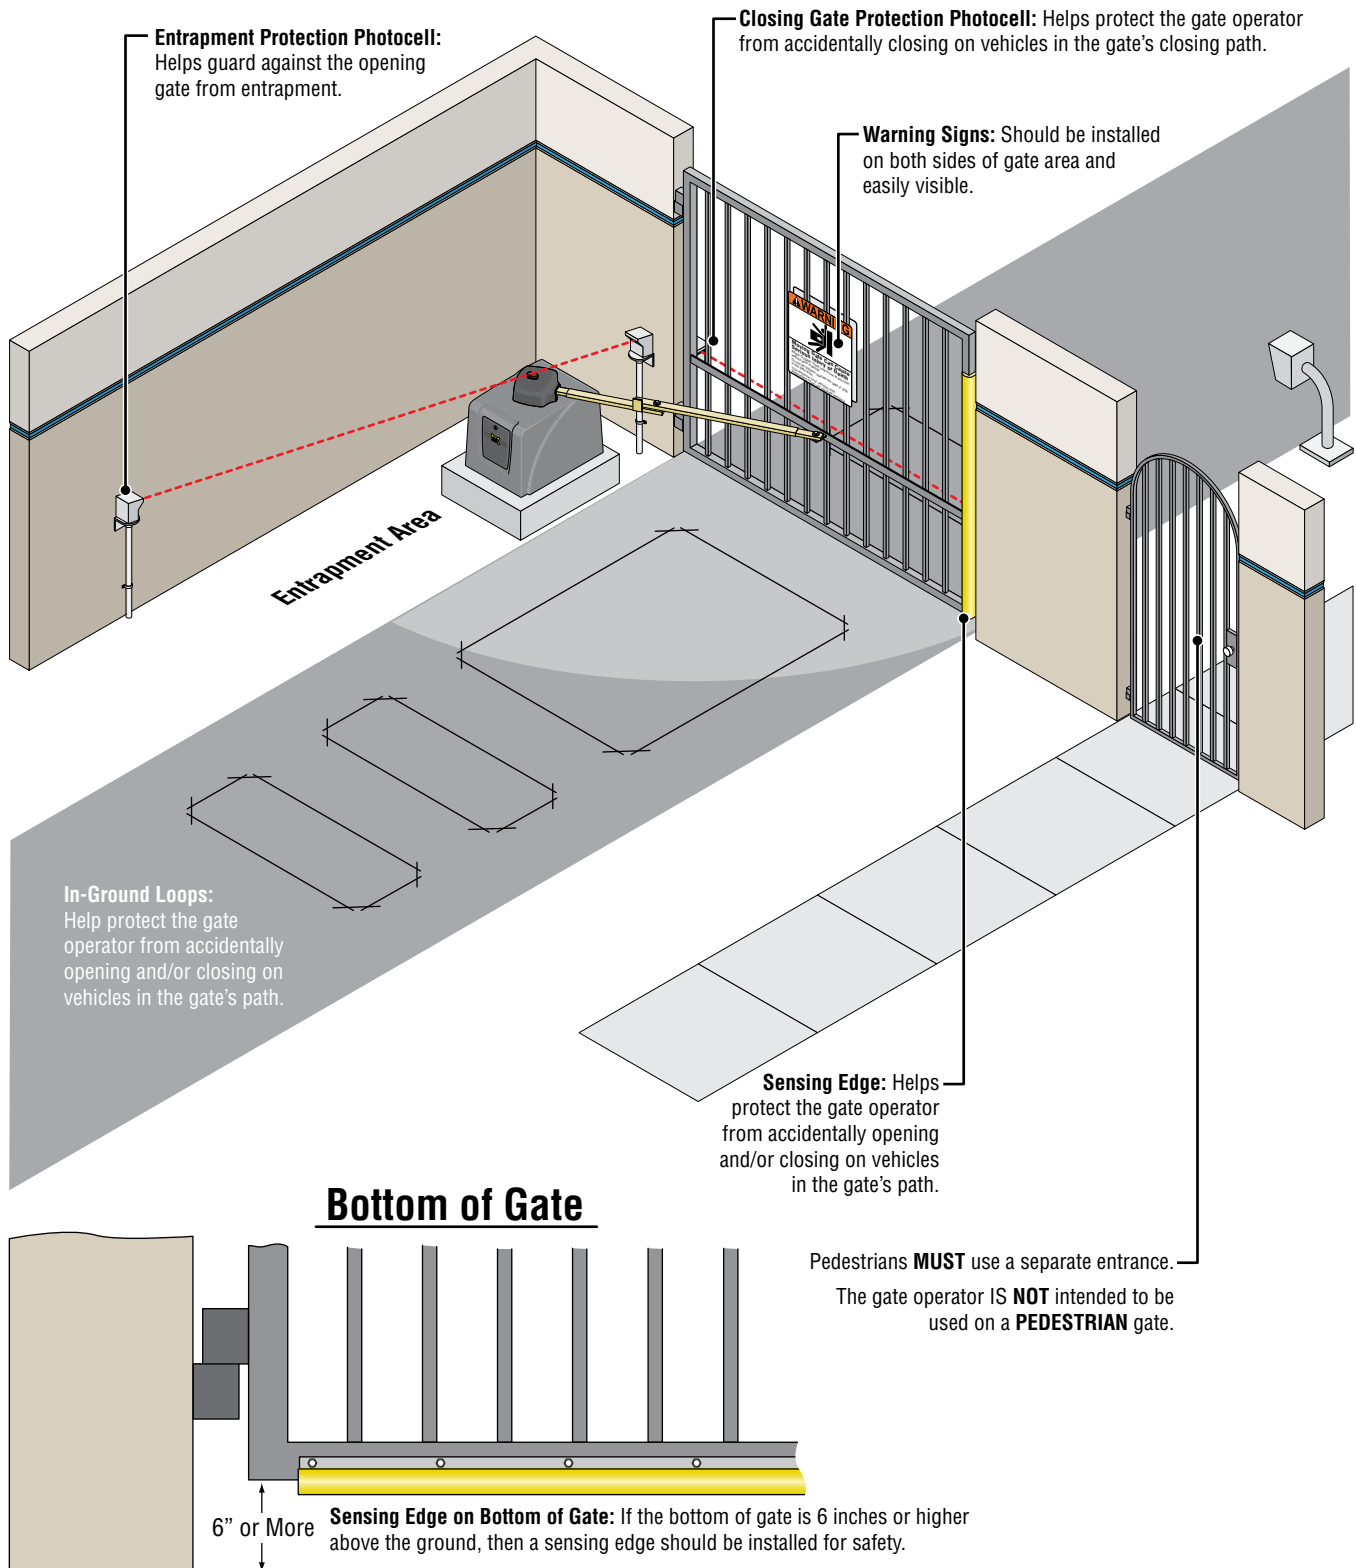 Entrapment Protection Photocell:
Helps guard against the opening
gate from entrapment.
Closing Gate Protection Photocell: Helps protect the gate operator
from accidentally closing on vehicles in the gate’s closing path.
Warning Signs: Should be installed
on both sides of gate area and
easily visible.
WARNING
Entrapment Area
In-Ground Loops:
Help protect the gate
operator from accidentally
opening and/or closing on
vehicles in the gate’s path.
Sensing Edge: Helps
protect the gate operator
from accidentally opening
and/or closing on vehicles
in the gate’s path.
Pedestrians MUST use a separate entrance.
The gate operator IS NOT intended to be
used on a PEDESTRIAN gate.
Bottom of Gate
6” or More
Sensing Edge on Bottom of Gate: If the bottom of gate is 6 inches or higher
above the ground, then a sensing edge should be installed for safety.